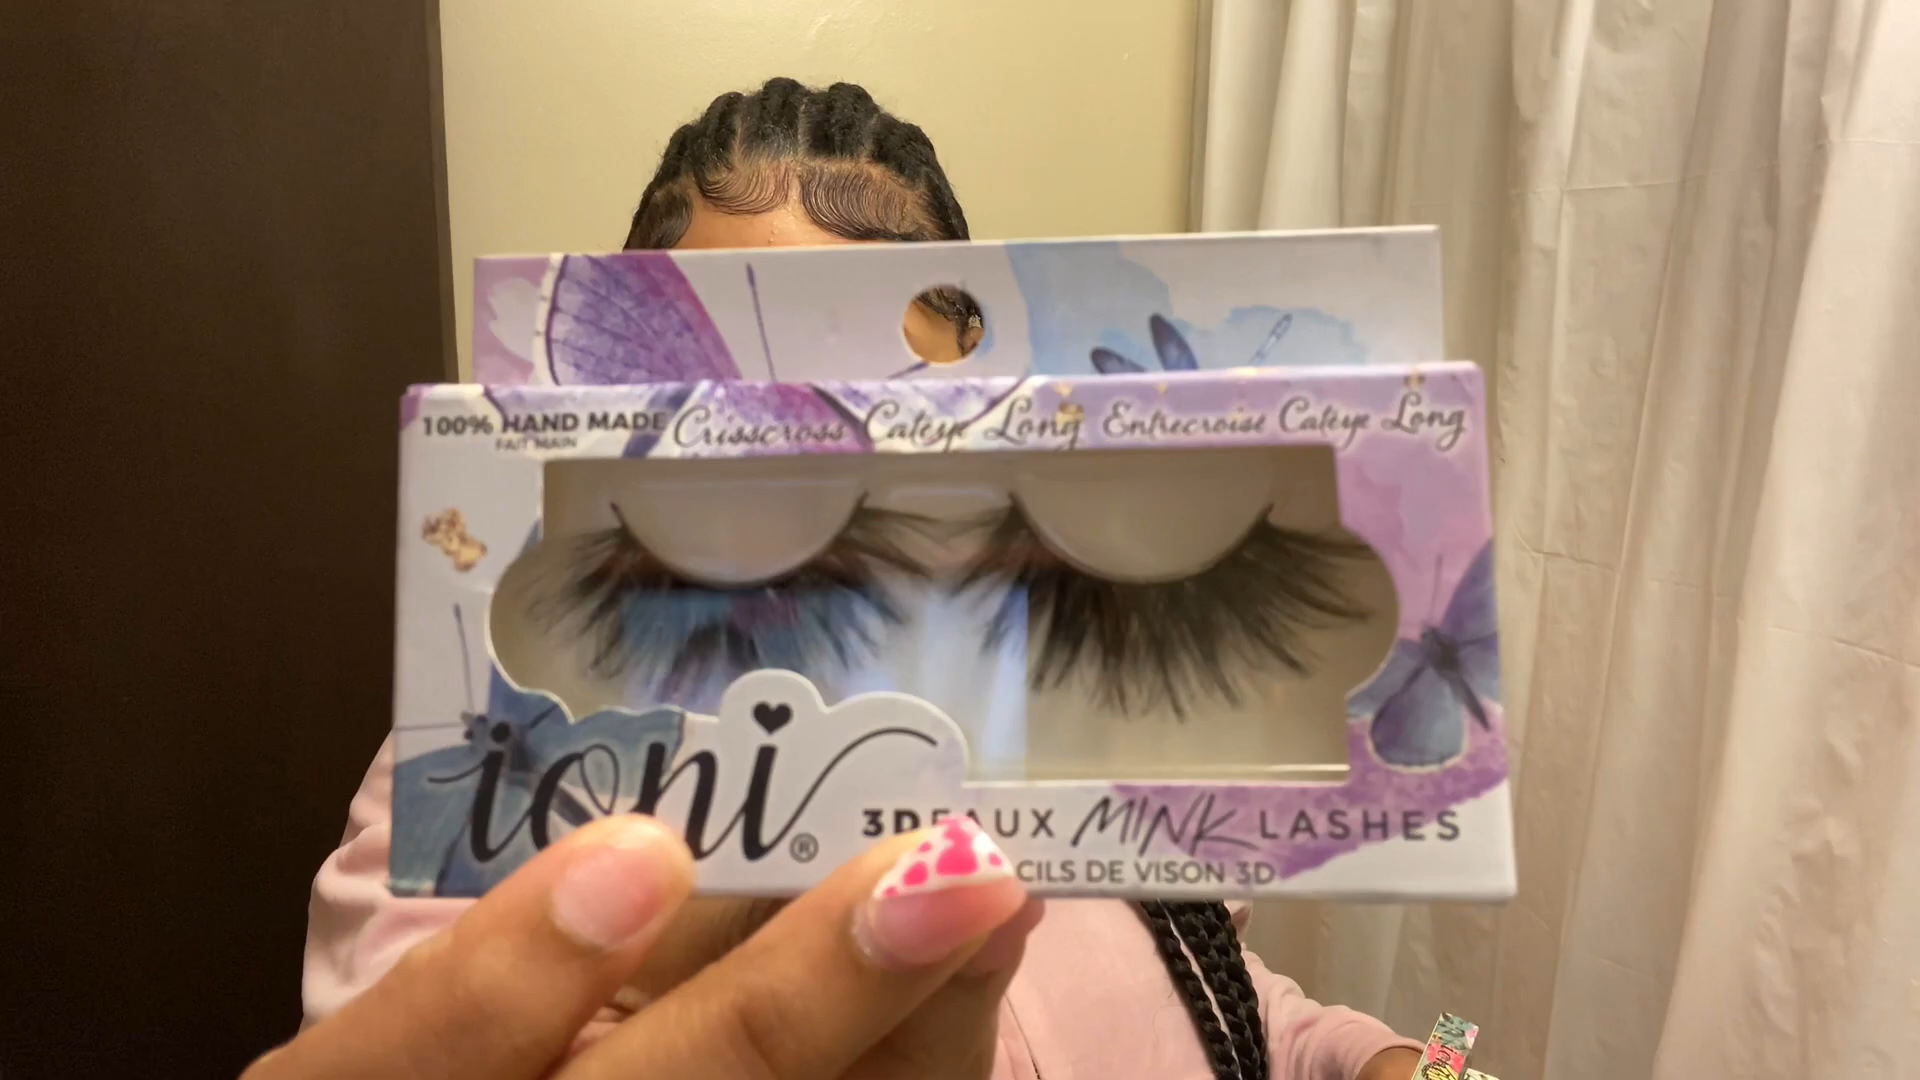 100% HAND MADE Crisscross Cateye Long Entrecroise Cateye Long
FAIT MAIN
ioni®
3D FAUX MINK LASHES
CILS DE VISON 3D